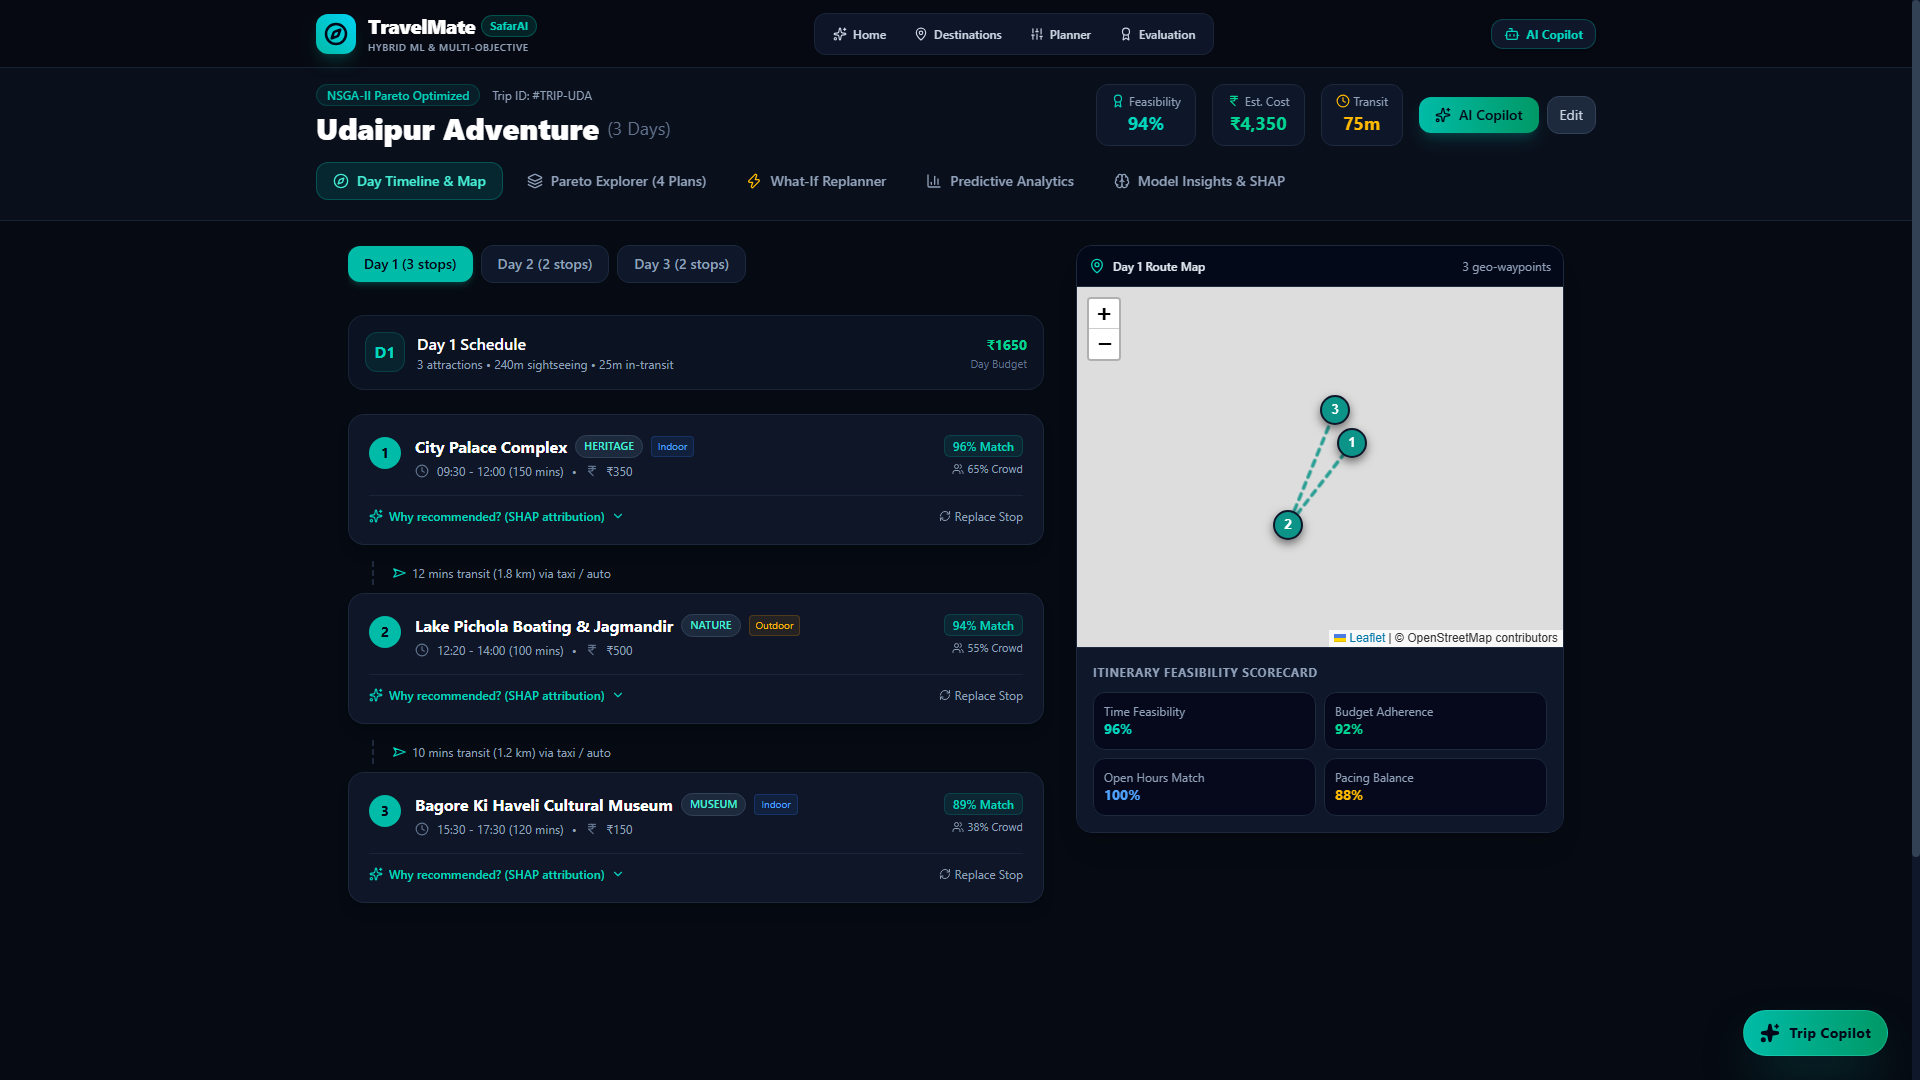 TravelMate SafarAI
HYBRID ML & MULTI-OBJECTIVE
Home
Destinations
Planner
Evaluation
AI Copilot
NSGA-II Pareto Optimized
Trip ID: #TRIP-UDA
Udaipur Adventure (3 Days)
Feasibility
94%
₹ Est. Cost
₹4,350
Transit
75m
AI Copilot
Edit
Day Timeline & Map
Pareto Explorer (4 Plans)
What-If Replanner
Predictive Analytics
Model Insights & SHAP
Day 1 (3 stops)
Day 2 (2 stops)
Day 3 (2 stops)
D1
Day 1 Schedule
3 attractions • 240m sightseeing • 25m in-transit
₹1650
Day Budget
1
City Palace Complex HERITAGE Indoor
09:30 - 12:00 (150 mins) • ₹ ₹350
96% Match
65% Crowd
Why recommended? (SHAP attribution)
Replace Stop
12 mins transit (1.8 km) via taxi / auto
2
Lake Pichola Boating & Jagmandir NATURE Outdoor
12:20 - 14:00 (100 mins) • ₹ ₹500
94% Match
55% Crowd
Why recommended? (SHAP attribution)
Replace Stop
10 mins transit (1.2 km) via taxi / auto
3
Bagore Ki Haveli Cultural Museum MUSEUM Indoor
15:30 - 17:30 (120 mins) • ₹ ₹150
89% Match
38% Crowd
Why recommended? (SHAP attribution)
Replace Stop
Day 1 Route Map
3 geo-waypoints
+
−
3
1
2
Leaflet | © OpenStreetMap contributors
ITINERARY FEASIBILITY SCORECARD
Time Feasibility
96%
Budget Adherence
92%
Open Hours Match
100%
Pacing Balance
88%
Trip Copilot